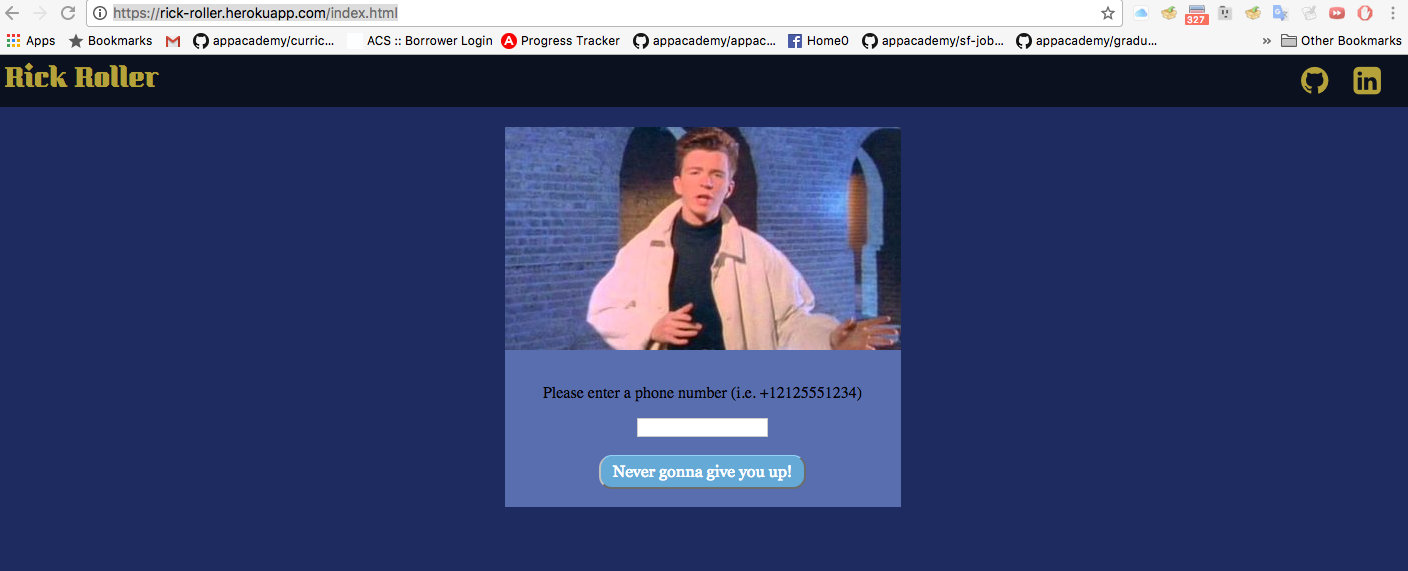 https://rick-roller.herokuapp.com/index.html
327
Apps Bookmarks appacademy/curric... ACS :: Borrower Login Progress Tracker appacademy/appac... Home0 appacademy/sf-job... appacademy/gradu... » Other Bookmarks
Rick Roller
Please enter a phone number (i.e. +12125551234)
Never gonna give you up!